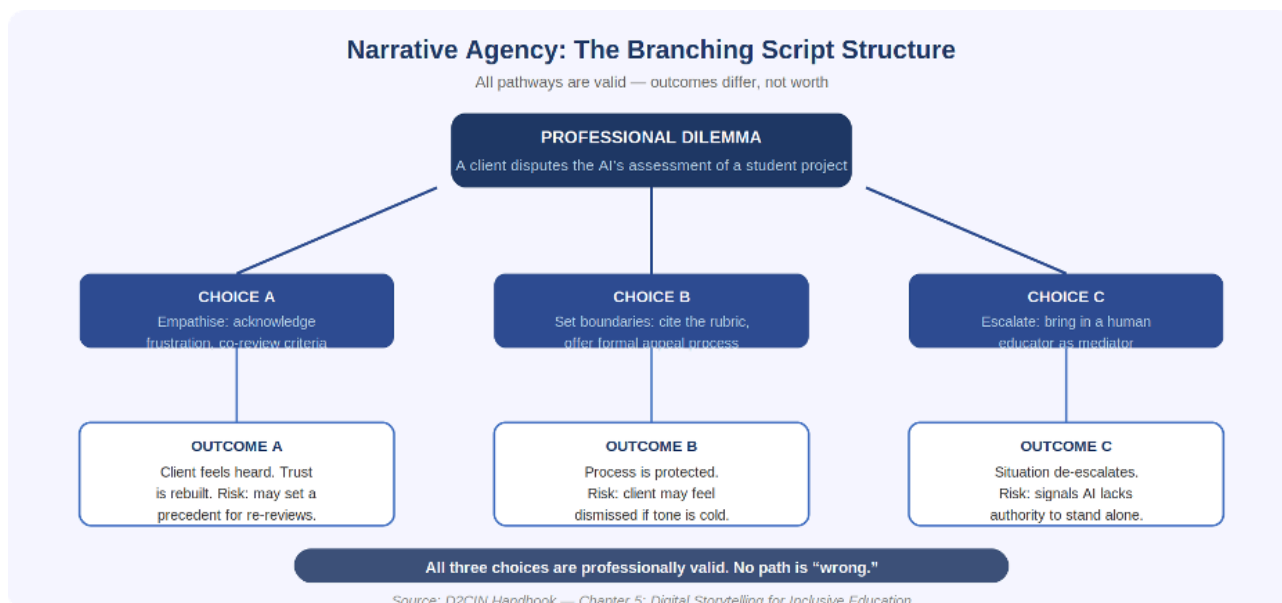 Narrative Agency: The Branching Script Structure
All pathways are valid — outcomes differ, not worth
PROFESSIONAL DILEMMA
A client disputes the AI's assessment of a student project
CHOICE A
Empathise: acknowledge
frustration, co-review criteria
CHOICE B
Set boundaries: cite the rubric,
offer formal appeal process
CHOICE C
Escalate: bring in a human
educator as mediator
OUTCOME A
Client feels heard. Trust
is rebuilt. Risk: may set a
precedent for re-reviews.
OUTCOME B
Process is protected.
Risk: client may feel
dismissed if tone is cold.
OUTCOME C
Situation de-escalates.
Risk: signals AI lacks
authority to stand alone.
All three choices are professionally valid. No path is “wrong.”
Source: D2CIN Handbook — Chapter 5: Digital Storytelling for Inclusive Education